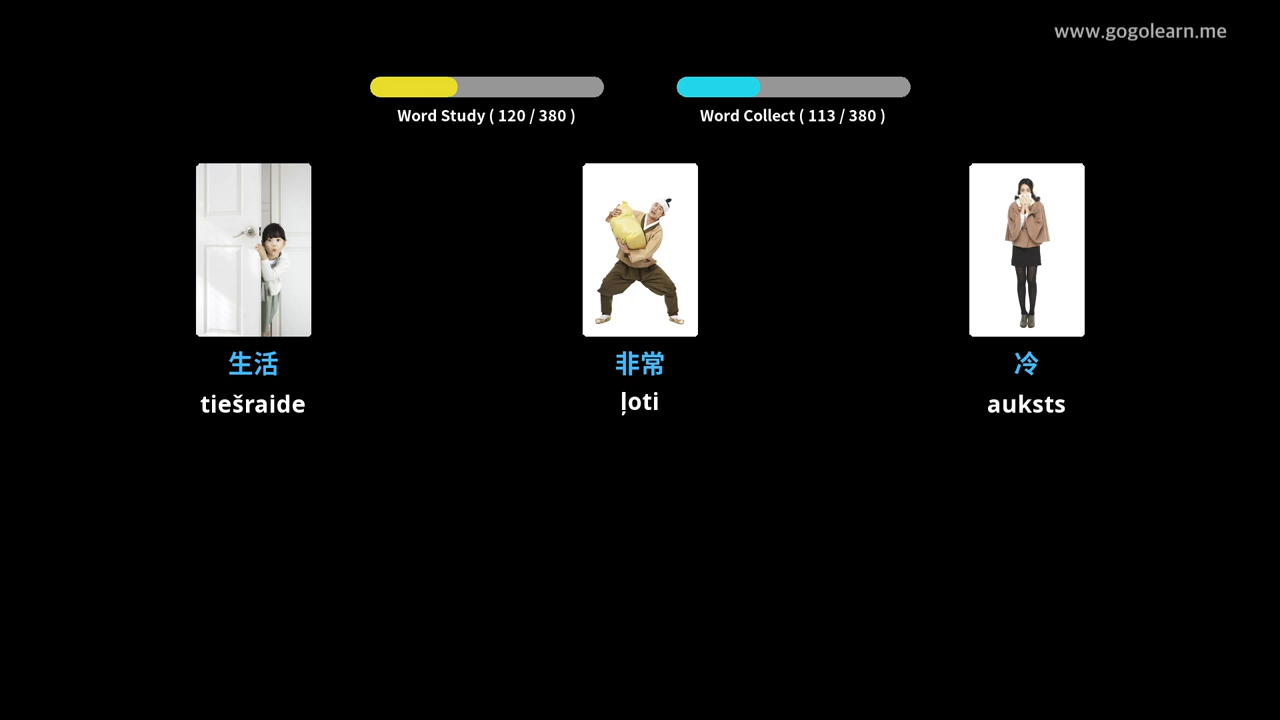 www.gogolearn.me
Word Study ( 120 / 380 )
Word Collect ( 113 / 380 )
生活
非常
冷
tiešraide
ļoti
auksts